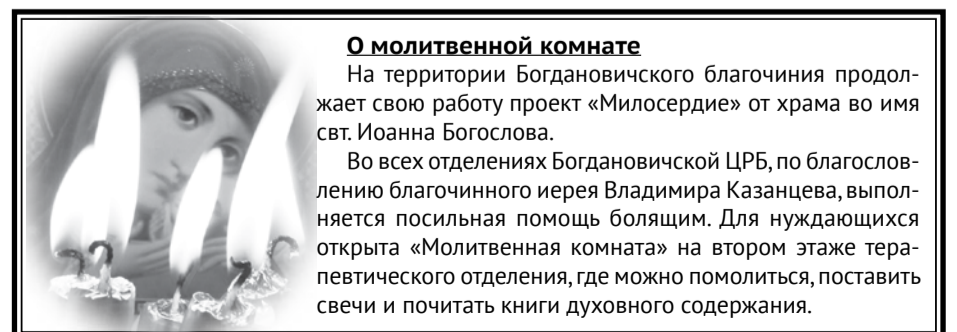 О молитвенной комнате
На территории Богдановичского благочиния продол-
жает свою работу проект «Милосердие» от храма во имя
свт. Иоанна Богослова.
Во всех отделениях Богдановичской ЦРБ, по благослов-
лению благочинного иерея Владимира Казанцева, выпол-
няется посильная помощь болящим. Для нуждающихся
открыта «Молитвенная комната» на втором этаже тера-
певтического отделения, где можно помолиться, поставить
свечи и почитать книги духовного содержания.